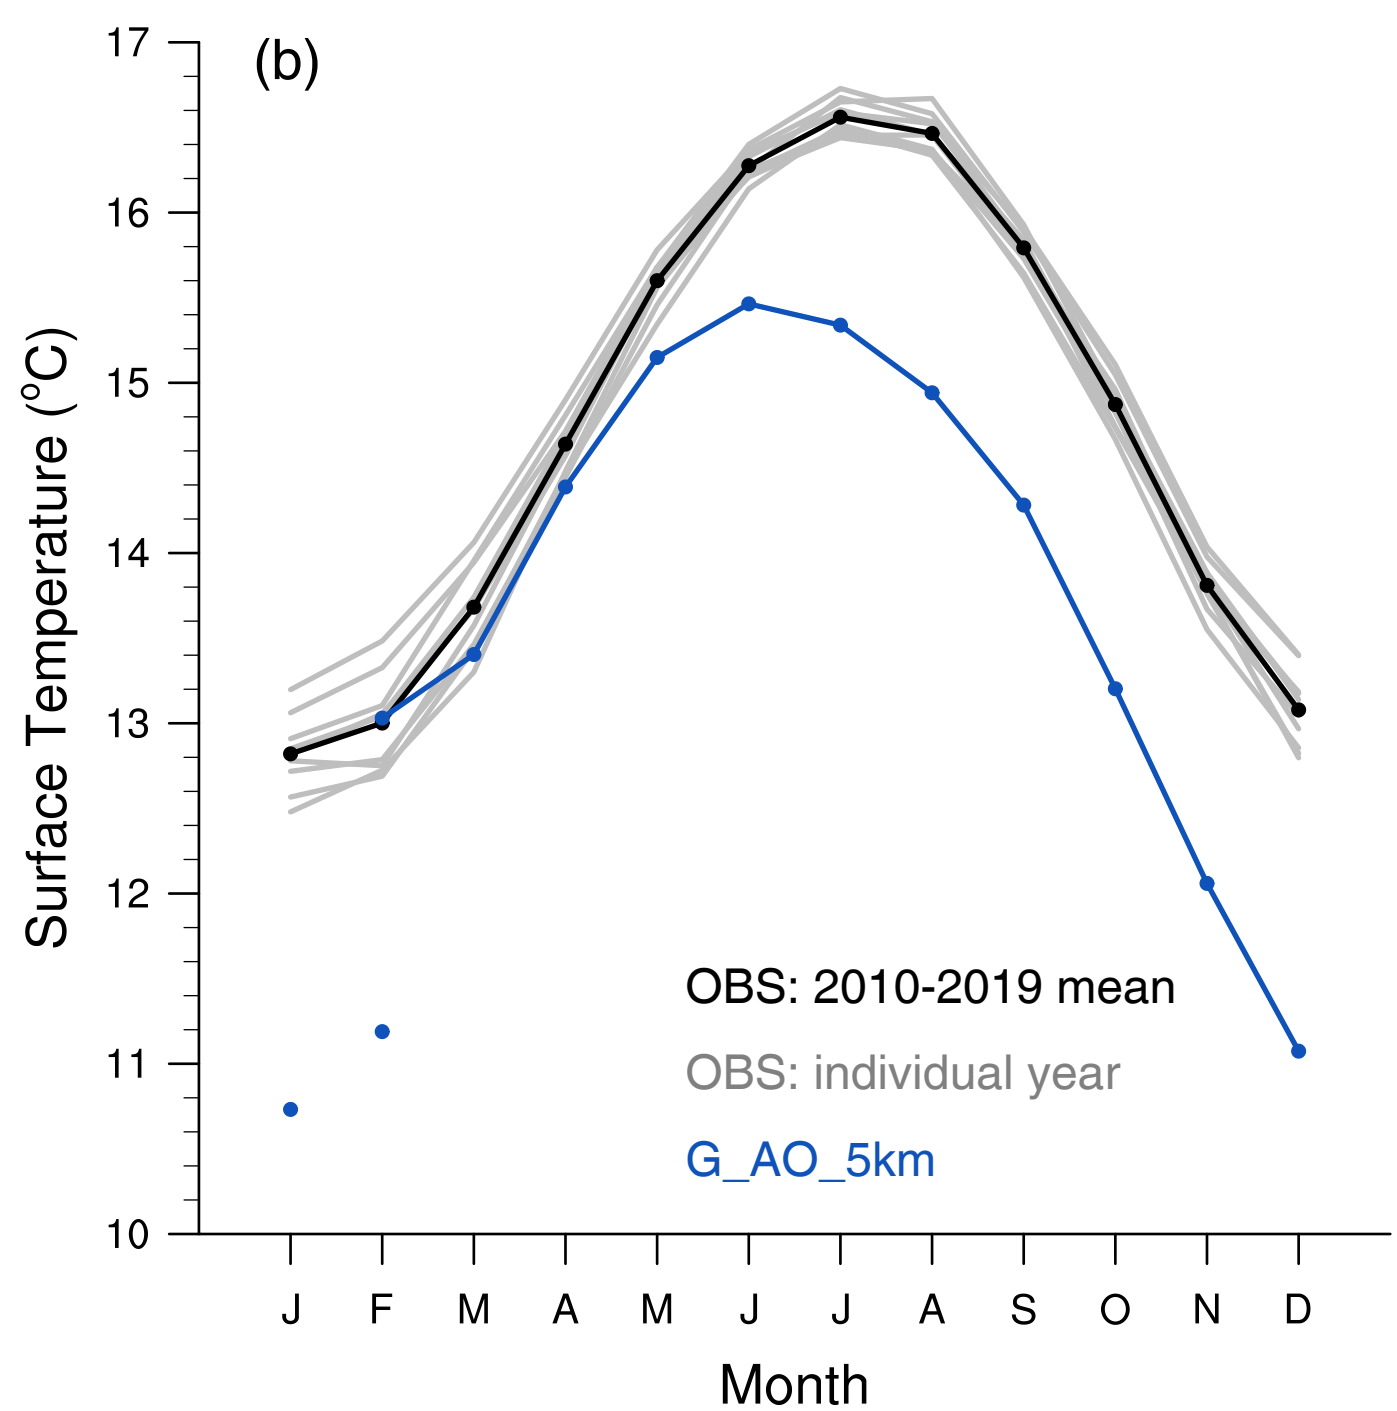 (b)
Surface Temperature (°C)
17
16
15
14
13
12
11
10
OBS: 2010-2019 mean
OBS: individual year
G_AO_5km
J F M A M J J A S O N D
Month